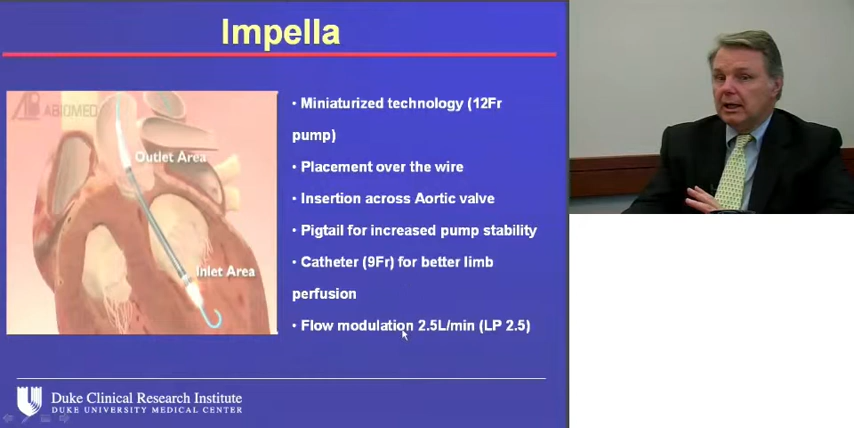 Impella
ABIOMED
Outlet Area
Inlet Area
• Miniaturized technology (12Fr
pump)
• Placement over the wire
• Insertion across Aortic valve
• Pigtail for increased pump stability
• Catheter (9Fr) for better limb
perfusion
• Flow modulation 2.5L/min (LP 2.5)
Duke Clinical Research Institute
DUKE UNIVERSITY MEDICAL CENTER